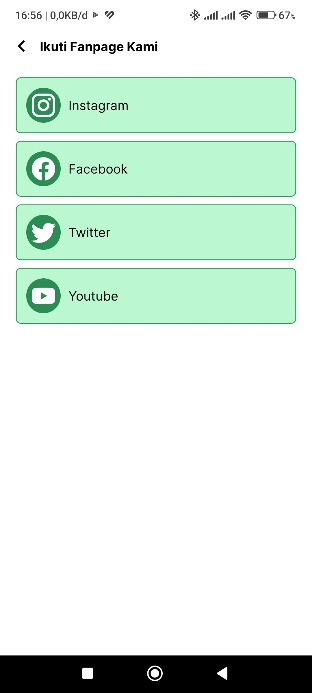 16:56 | 0,0KB/d
67%
Ikuti Fanpage Kami
Instagram
Facebook
Twitter
Youtube